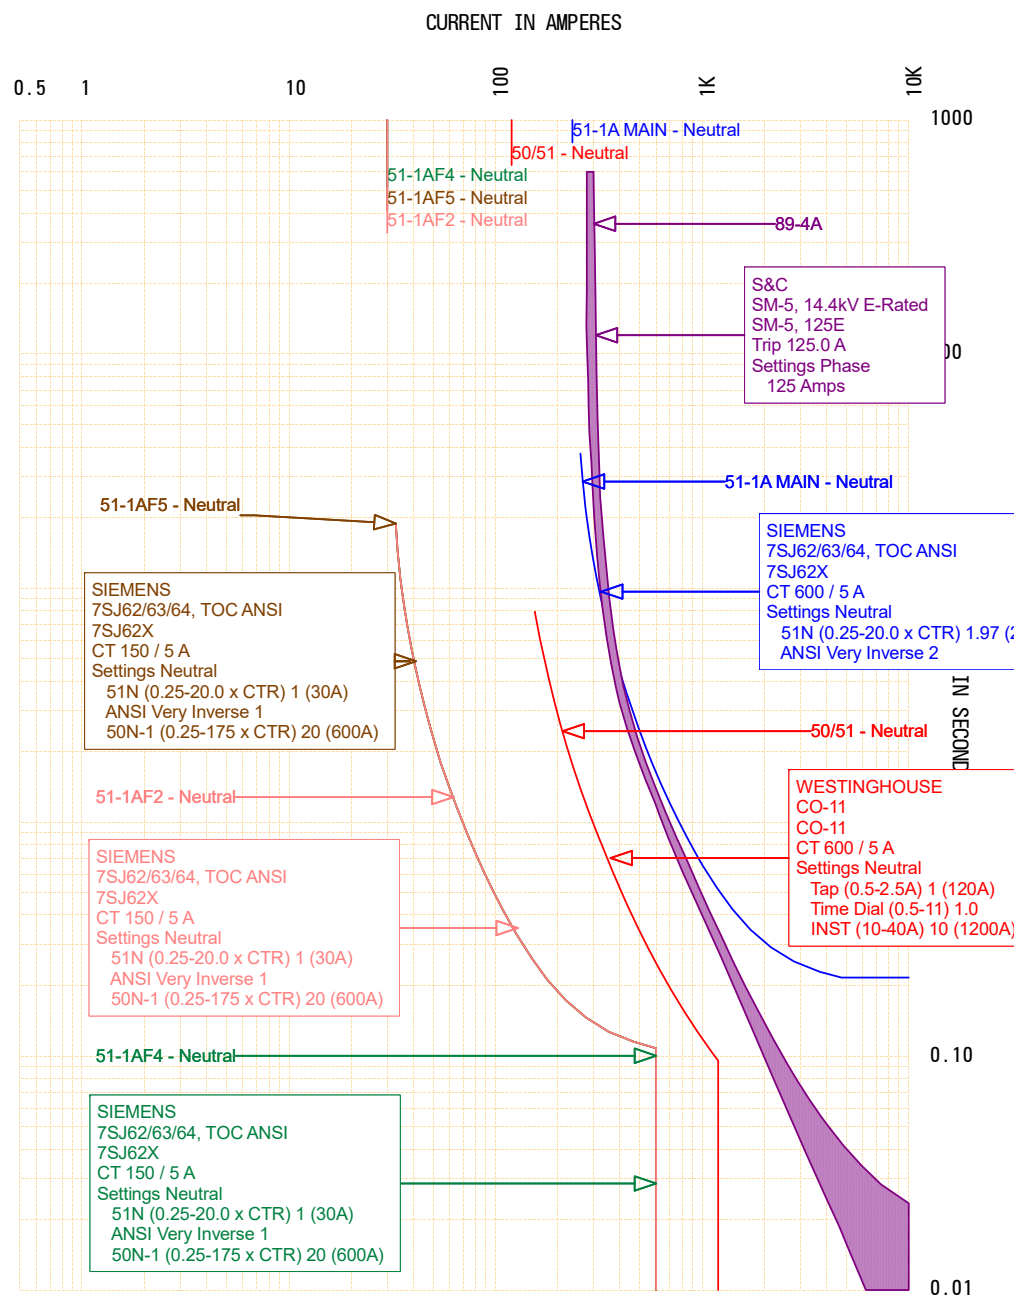 CURRENT IN AMPERES
0.5 1 10 100 1K 10K
1000
51-1A MAIN - Neutral
50/51 - Neutral
51-1AF4 - Neutral
51-1AF5 - Neutral
51-1AF2 - Neutral
89-4A
S&C
SM-5, 14.4kV E-Rated
SM-5, 125E
Trip 125.0 A
Settings Phase
125 Amps
51-1A MAIN - Neutral
51-1AF5 - Neutral
SIEMENS
7SJ62/63/64, TOC ANSI
7SJ62X
CT 600 / 5 A
Settings Neutral
51N (0.25-20.0 x CTR) 1.97
ANSI Very Inverse 2
SIEMENS
7SJ62/63/64, TOC ANSI
7SJ62X
CT 150 / 5 A
Settings Neutral
51N (0.25-20.0 x CTR) 1 (30A)
ANSI Very Inverse 1
50N-1 (0.25-175 x CTR) 20 (600A)
IN SECOND
50/51 - Neutral
51-1AF2 - Neutral
WESTINGHOUSE
CO-11
CO-11
CT 600 / 5 A
Settings Neutral
Tap (0.5-2.5A) 1 (120A)
Time Dial (0.5-11) 1.0
INST (10-40A) 10 (1200A)
SIEMENS
7SJ62/63/64, TOC ANSI
7SJ62X
CT 150 / 5 A
Settings Neutral
51N (0.25-20.0 x CTR) 1 (30A)
ANSI Very Inverse 1
50N-1 (0.25-175 x CTR) 20 (600A)
51-1AF4 - Neutral
0.10
SIEMENS
7SJ62/63/64, TOC ANSI
7SJ62X
CT 150 / 5 A
Settings Neutral
51N (0.25-20.0 x CTR) 1 (30A)
ANSI Very Inverse 1
50N-1 (0.25-175 x CTR) 20 (600A)
0.01